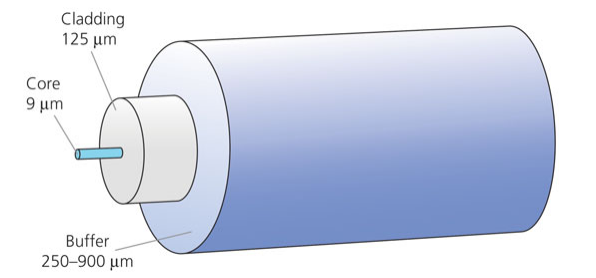 Cladding
125 μm
Core
9 μm
Buffer
250–900 μm